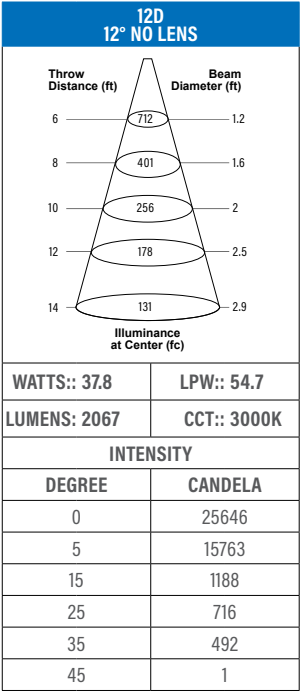 12D
12° NO LENS
Throw Distance (ft) Beam Diameter (ft)
6 712 1.2
8 401 1.6
10 256 2
12 178 2.5
14 131 2.9
Illuminance
at Center (fc)
WATTS:: 37.8 LPW:: 54.7
LUMENS: 2067 CCT:: 3000K
INTENSITY
DEGREE CANDELA
0 25646
5 15763
15 1188
25 716
35 492
45 1